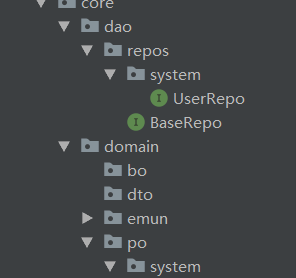 core
dao
repos
system
UserRepo
BaseRepo
domain
bo
dto
emun
po
system